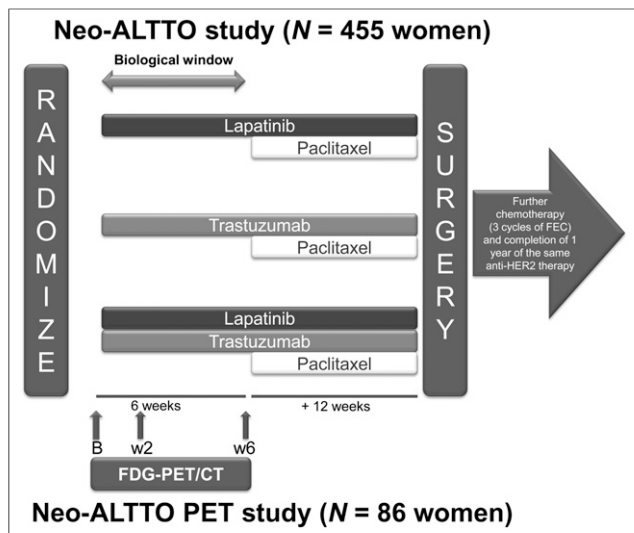 Neo-ALTTO study (N = 455 women)
Biological window
RANDOMIZE
Lapatinib
Paclitaxel
Trastuzumab
Paclitaxel
Lapatinib
Trastuzumab
Paclitaxel
SURGERY
Further
chemotherapy
(3 cycles of FEC)
and completion of 1
year of the same
anti-HER2 therapy
6 weeks
+ 12 weeks
B
w2
w6
FDG-PET/CT
Neo-ALTTO PET study (N = 86 women)